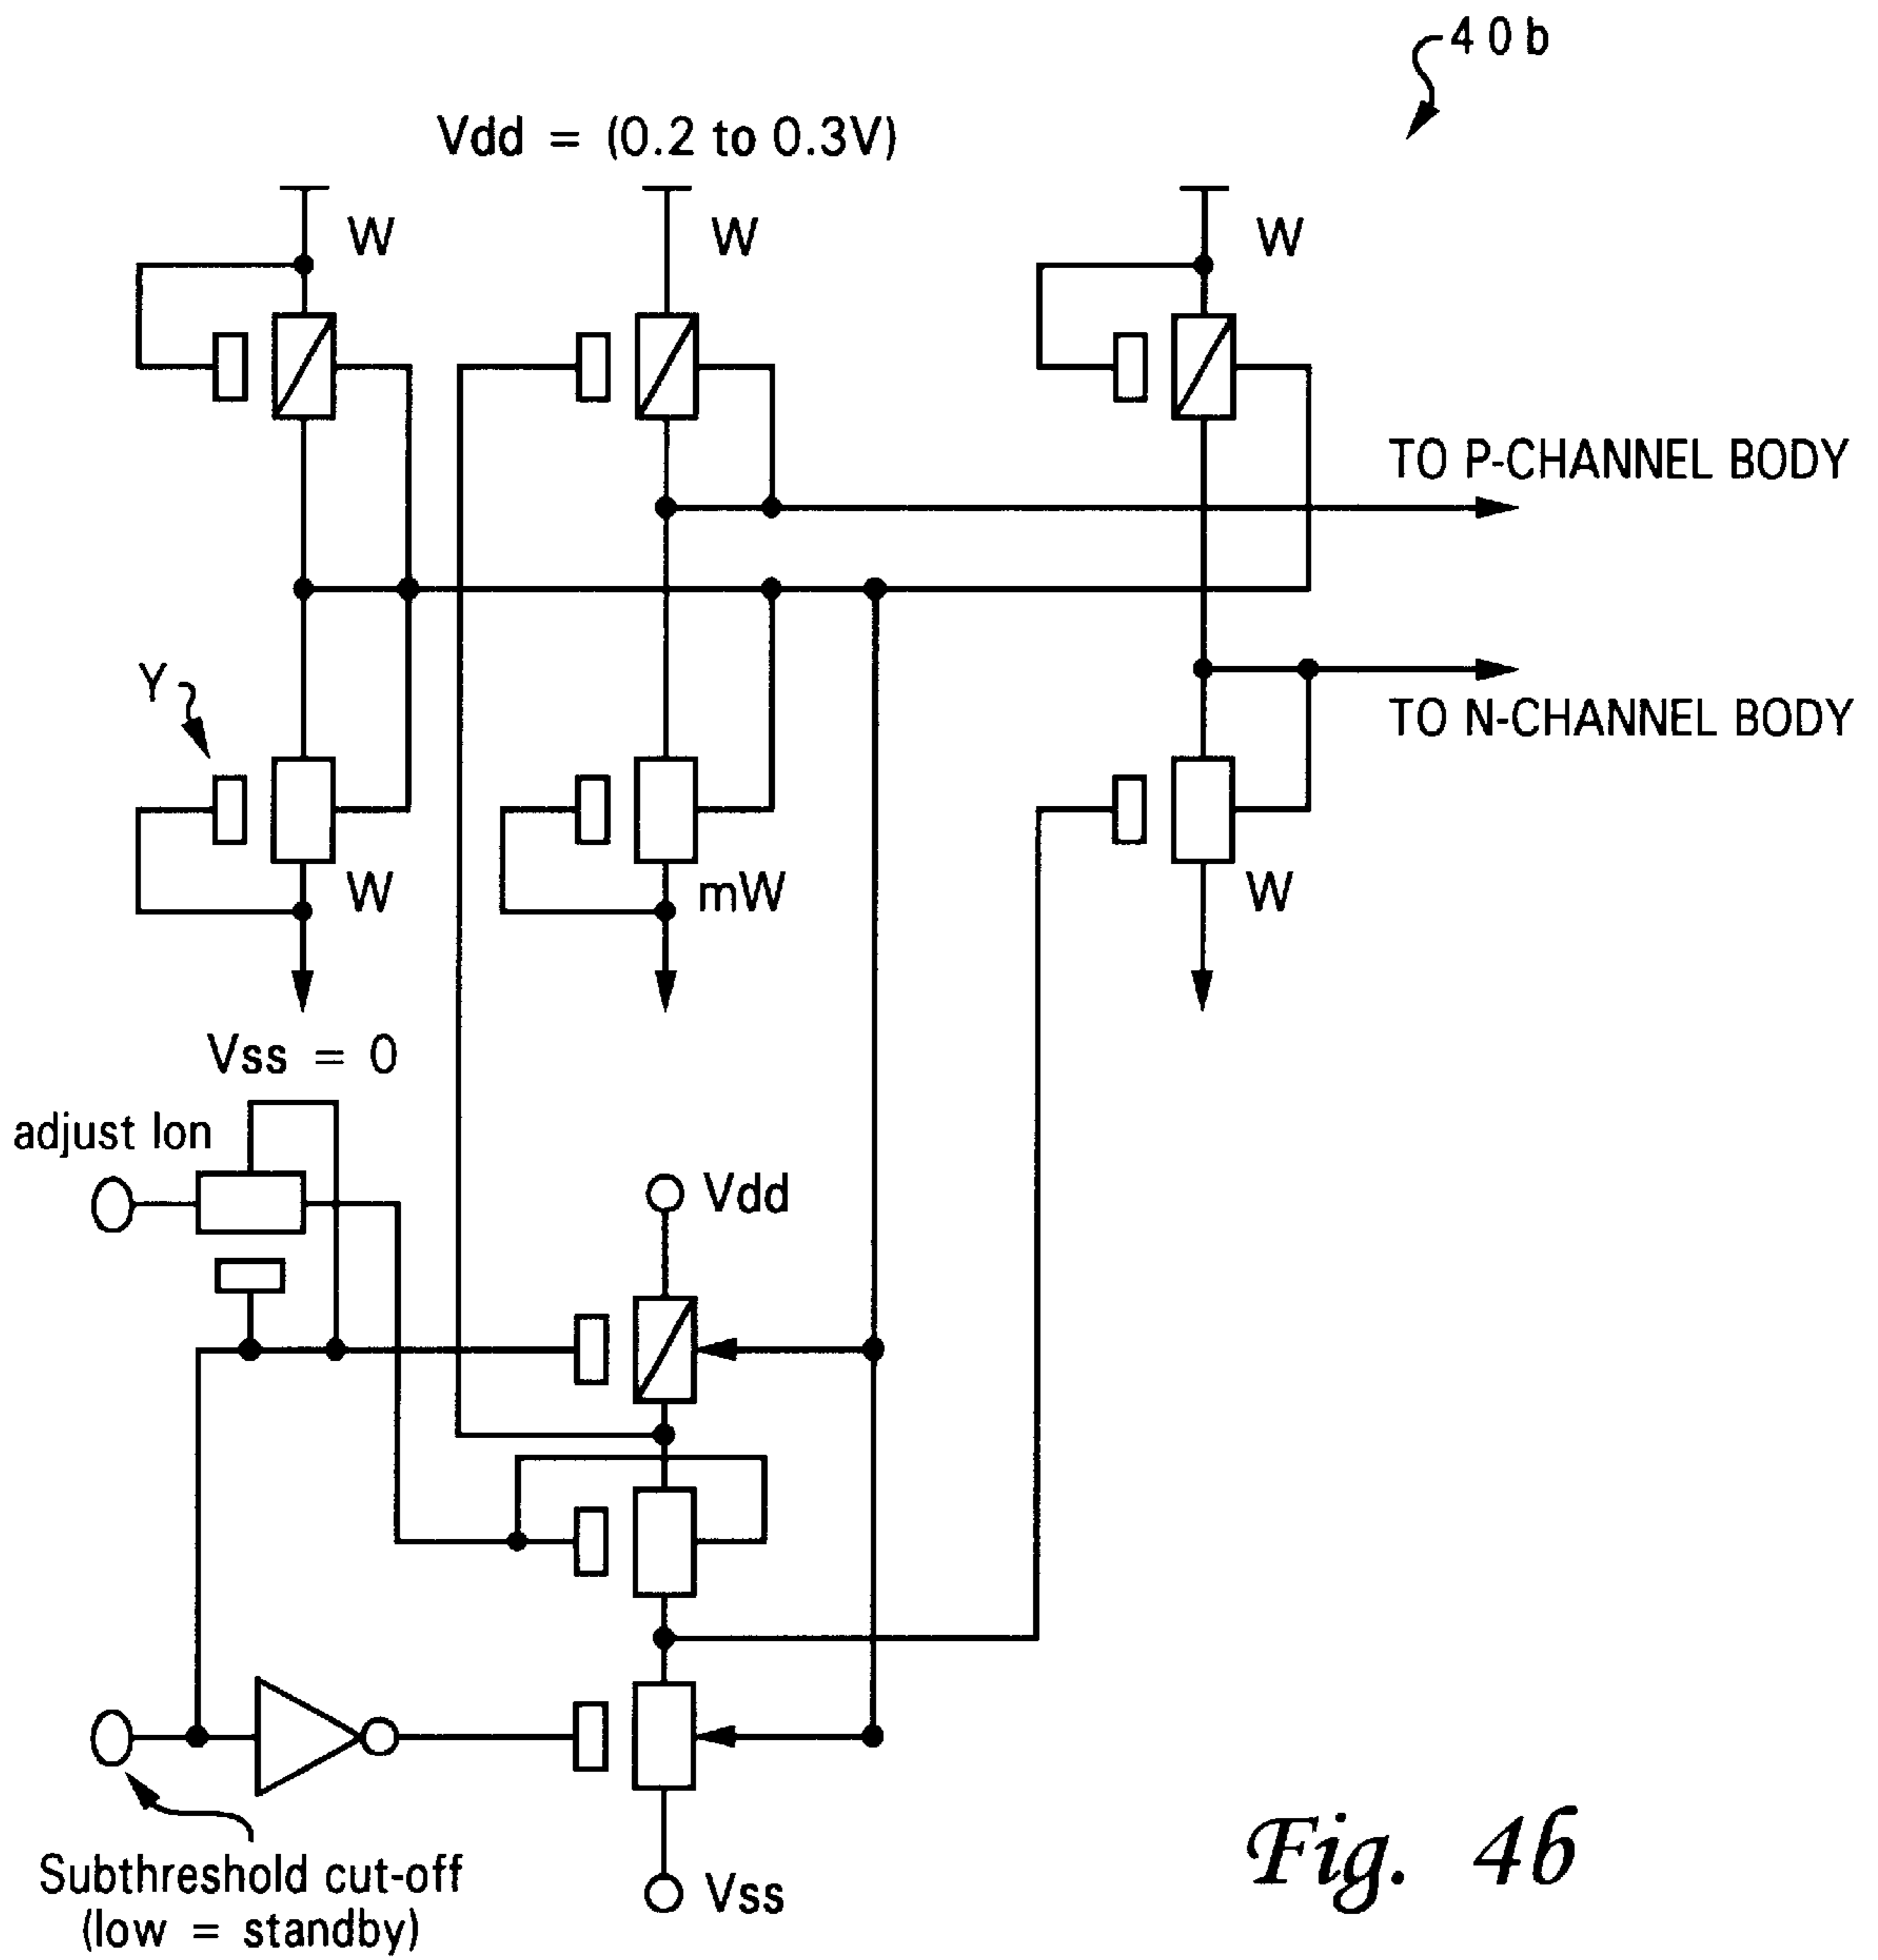 40b
Vdd = (0.2 to 0.3V)
W
W
W
TO P-CHANNEL BODY
Y
TO N-CHANNEL BODY
W
mW
W
Vss = 0
adjust Ion
Vdd
Subthreshold cut-off
(low = standby)
Vss
Fig. 4b